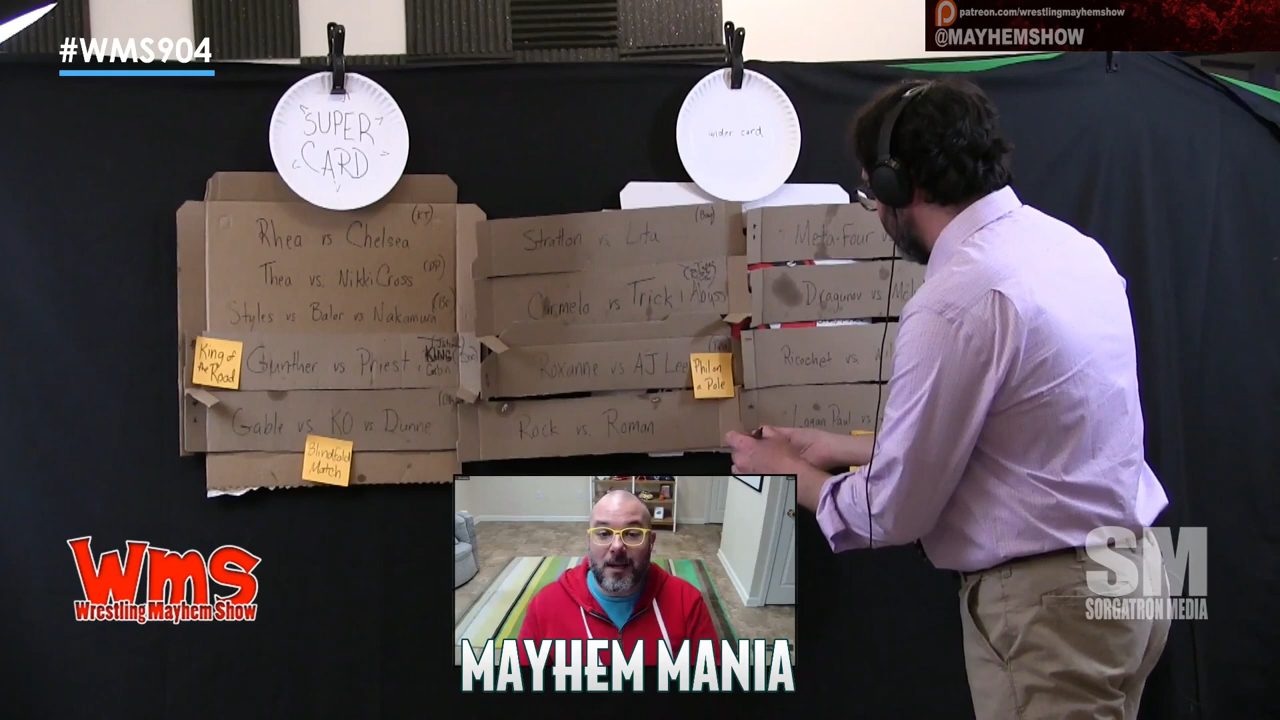 #WMS904
patreon.com/wrestlingmayhemshow
@MAYHEMSHOW
SUPER
CARD
wider card
Rhea vs Chelsea
Thea vs. Nikki Cross
Styles vs Balor vs Nakamura
King of
the Road
Gunther vs Priest
Gable vs. KO vs Dunne
Blindfold
Match
Stratton vs. Lita
Carmelo vs Trick
Abyss
Roxanne vs AJ Lee
Phil on
a Pole
Rock vs. Roman
Meta-Four
Dragunov vs
Ricochet vs.
Logan Paul vs
WMS
Wrestling Mayhem Show
MAYHEM MANIA
SM
SORGATRON MEDIA